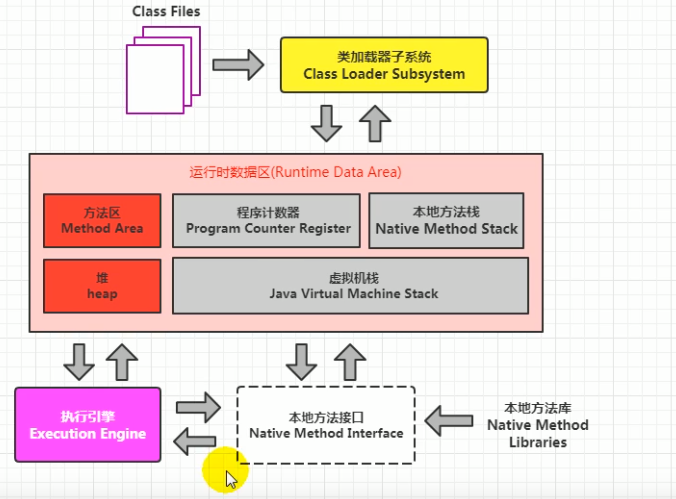 Class Files
类加载器子系统
Class Loader Subsystem
运行时数据区(Runtime Data Area)
方法区
Method Area
程序计数器
Program Counter Register
本地方法栈
Native Method Stack
堆
heap
虚拟机栈
Java Virtual Machine Stack
执行引擎
Execution Engine
本地方法接口
Native Method Interface
本地方法库
Native Method
Libraries